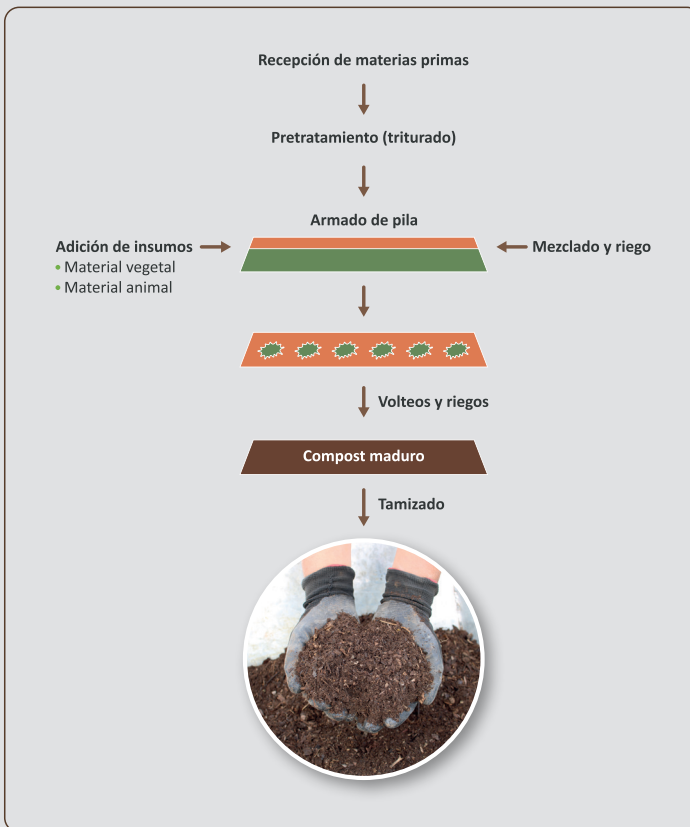 Recepción de materias primas
Pretratamiento (triturado)
Armado de pila
Adición de insumos
• Material vegetal
• Material animal
Mezclado y riego
Volteos y riegos
Compost maduro
Tamizado